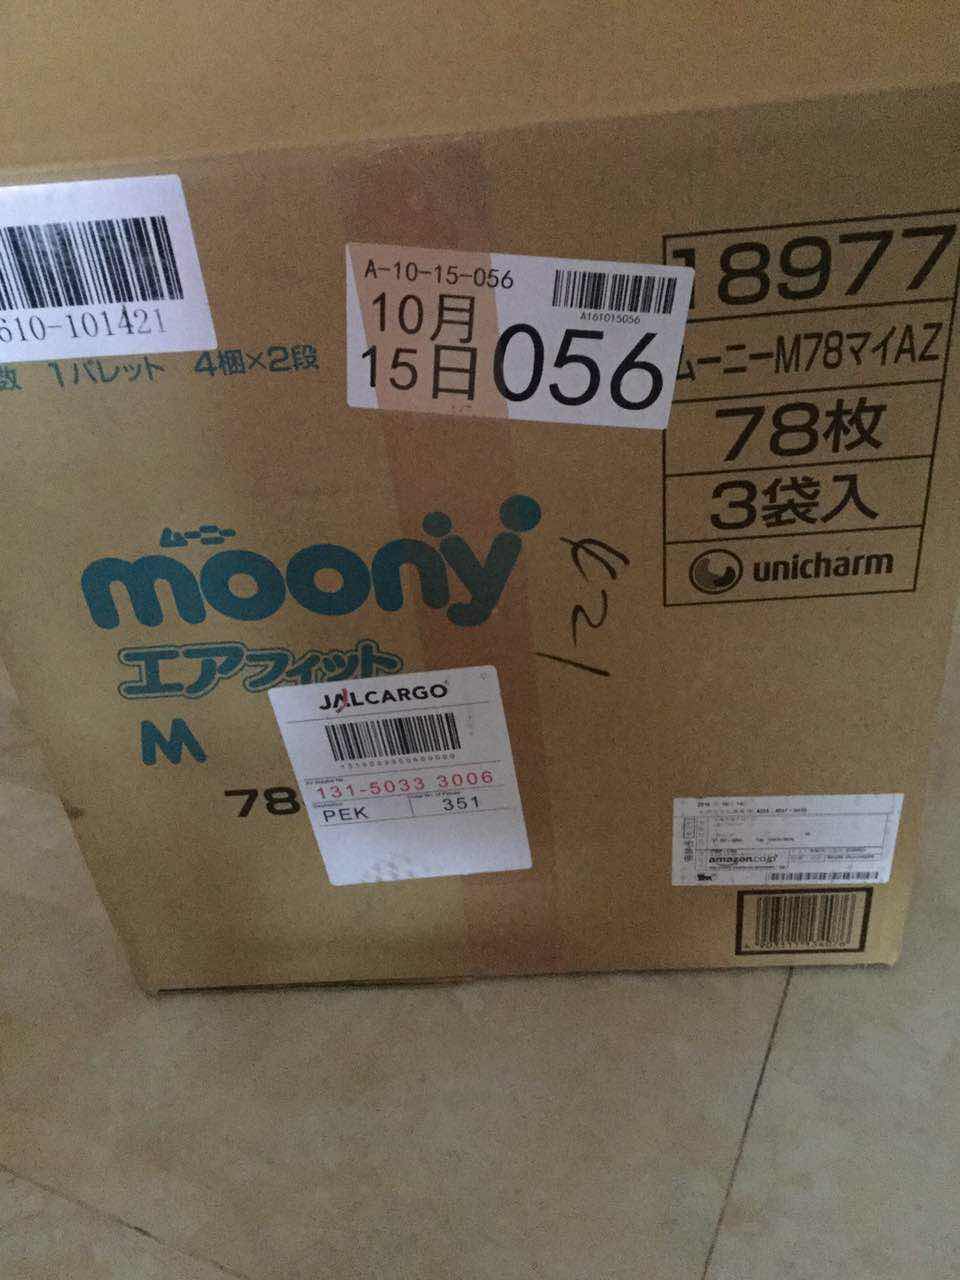 610-101421
数 1パレット 4梱×2段
A-10-15-056
A161015056
10月
15日
056
18977
ムーニーM78マイAZ
78枚
3袋入
unicharm
ムーニー
moony
エアフィット
M
78
JALCARGO
131-5033 3006
PEK
351
amazon.co.jp